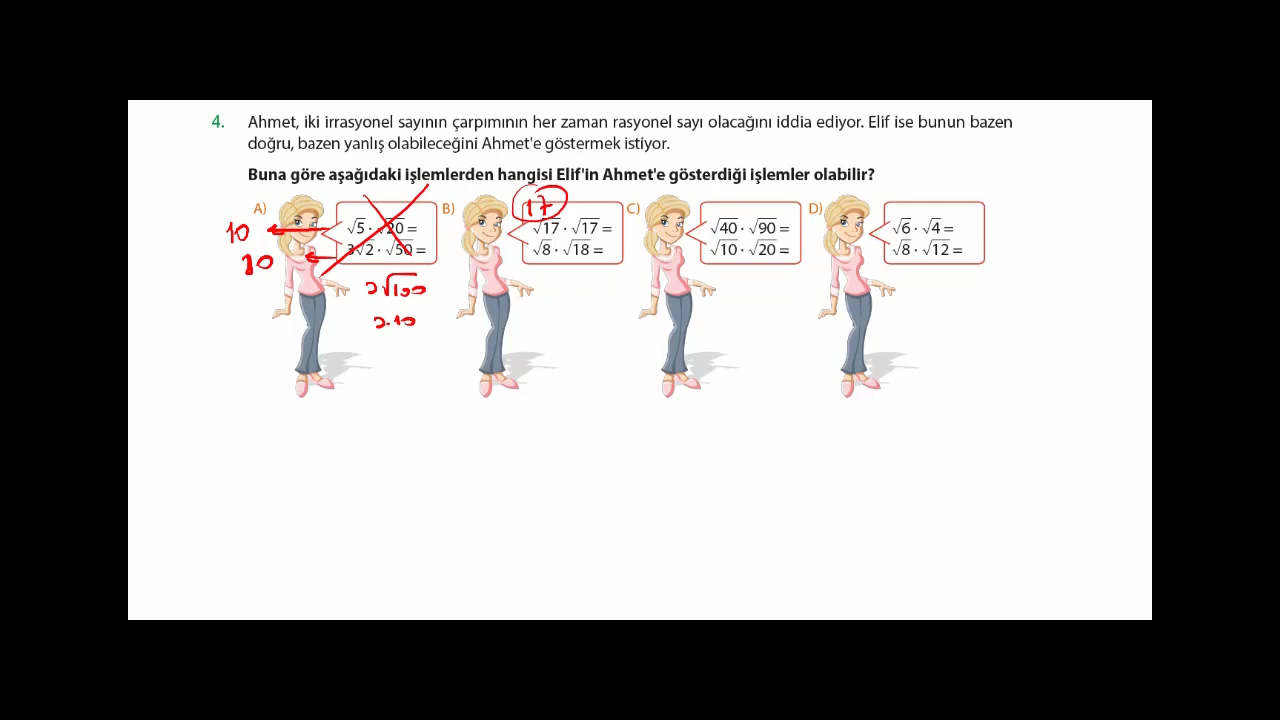 4. Ahmet, iki irrasyonel sayının çarpımının her zaman rasyonel sayı olacağını iddia ediyor. Elif ise bunun bazen
doğru, bazen yanlış olabileceğini Ahmet'e göstermek istiyor.
Buna göre aşağıdaki işlemlerden hangisi Elif'in Ahmet'e gösterdiği işlemler olabilir?
A)
√5 · √20 =
3√2 · √50 =
10
B)
17
√17 · √17 =
√8 · √18 =
C)
√40 · √90 =
√10 · √20 =
D)
√6 · √4 =
√8 · √12 =